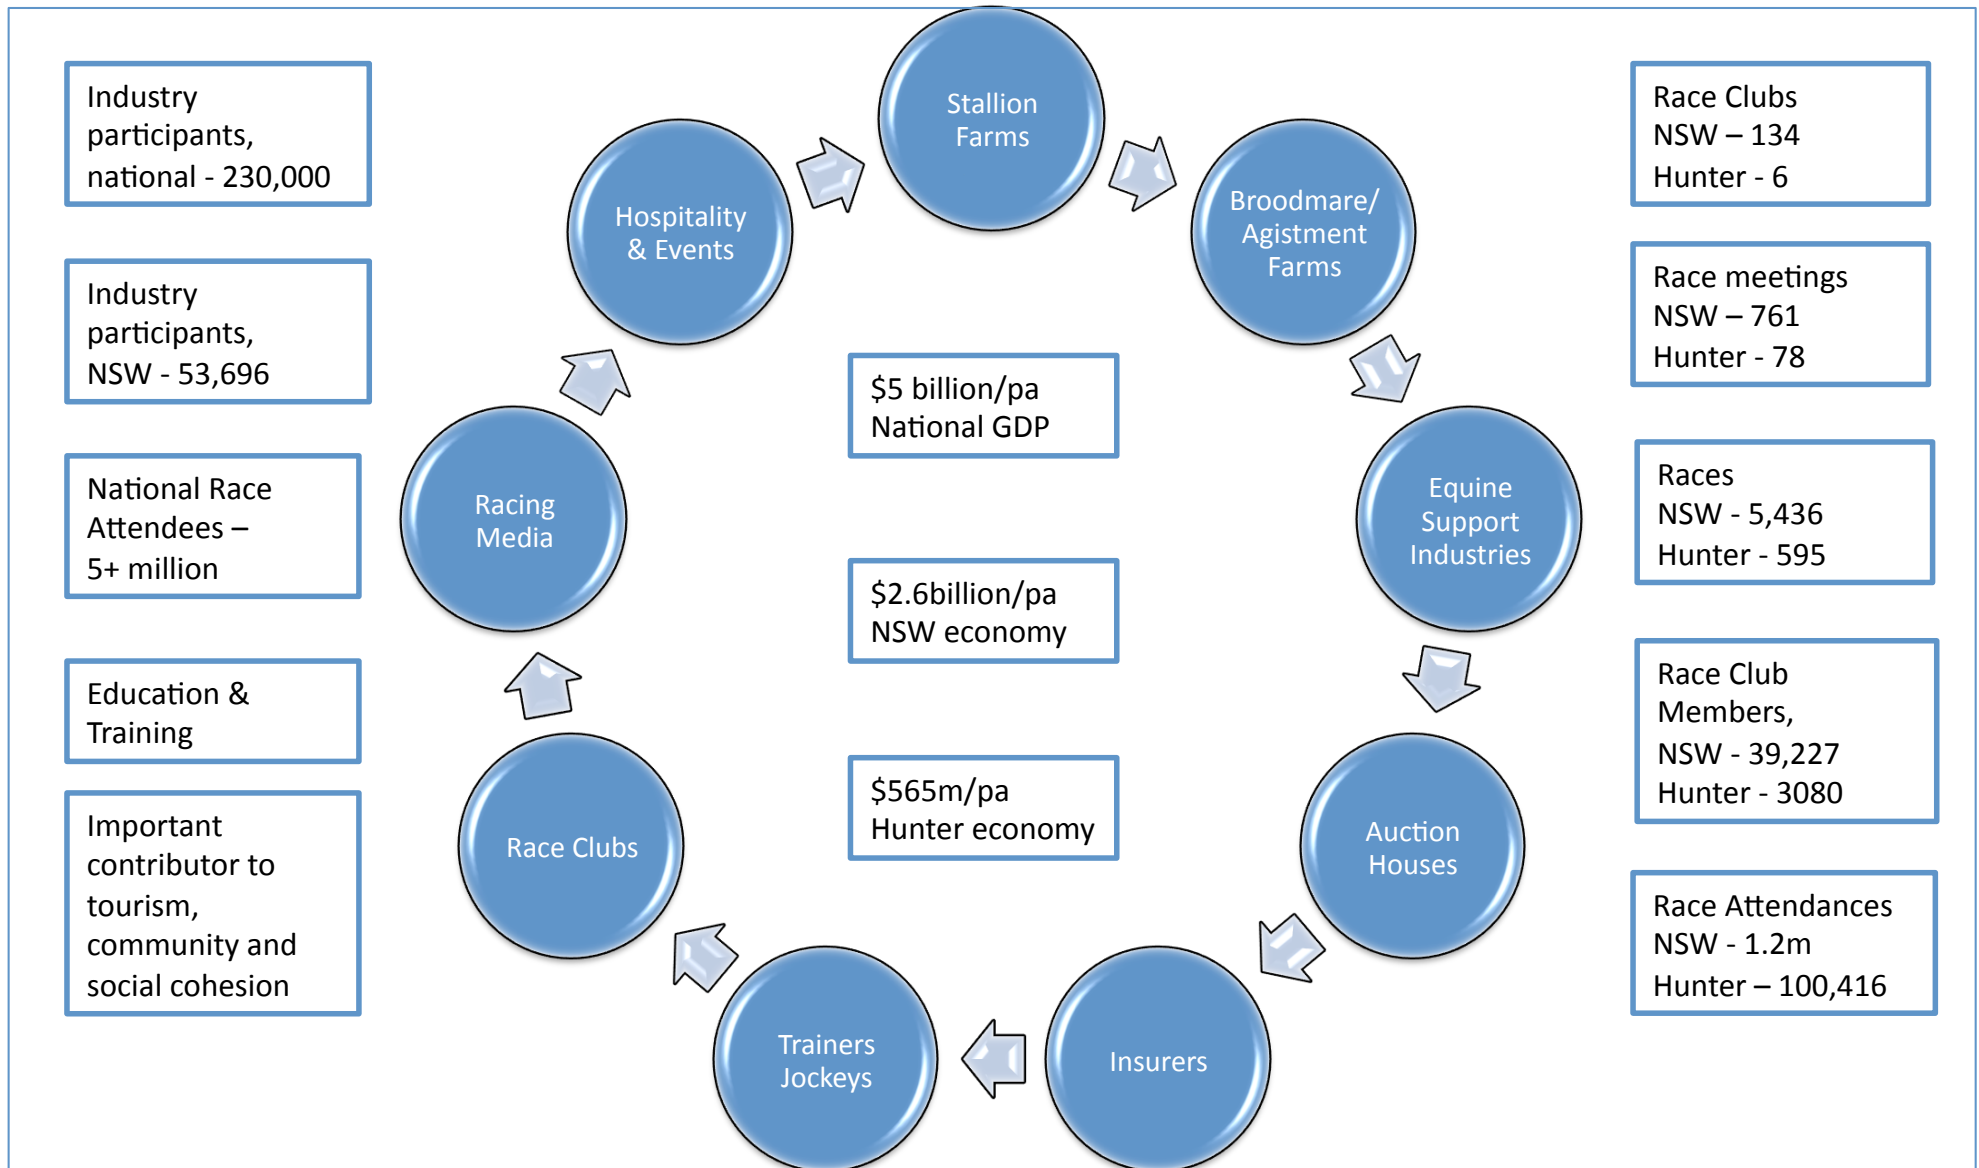 Industry
participants,
national - 230,000
Industry
participants,
NSW - 53,696
National Race
Attendees –
5+ million
Education &
Training
Important
contributor to
tourism,
community and
social cohesion
Stallion
Farms
Broodmare/
Agistment
Farms
Equine
Support
Industries
Auction
Houses
Insurers
Trainers
Jockeys
Race Clubs
Racing
Media
Hospitality
& Events
$5 billion/pa
National GDP
$2.6billion/pa
NSW economy
$565m/pa
Hunter economy
Race Clubs
NSW – 134
Hunter - 6
Race meetings
NSW – 761
Hunter - 78
Races
NSW - 5,436
Hunter - 595
Race Club
Members,
NSW - 39,227
Hunter - 3080
Race Attendances
NSW - 1.2m
Hunter – 100,416